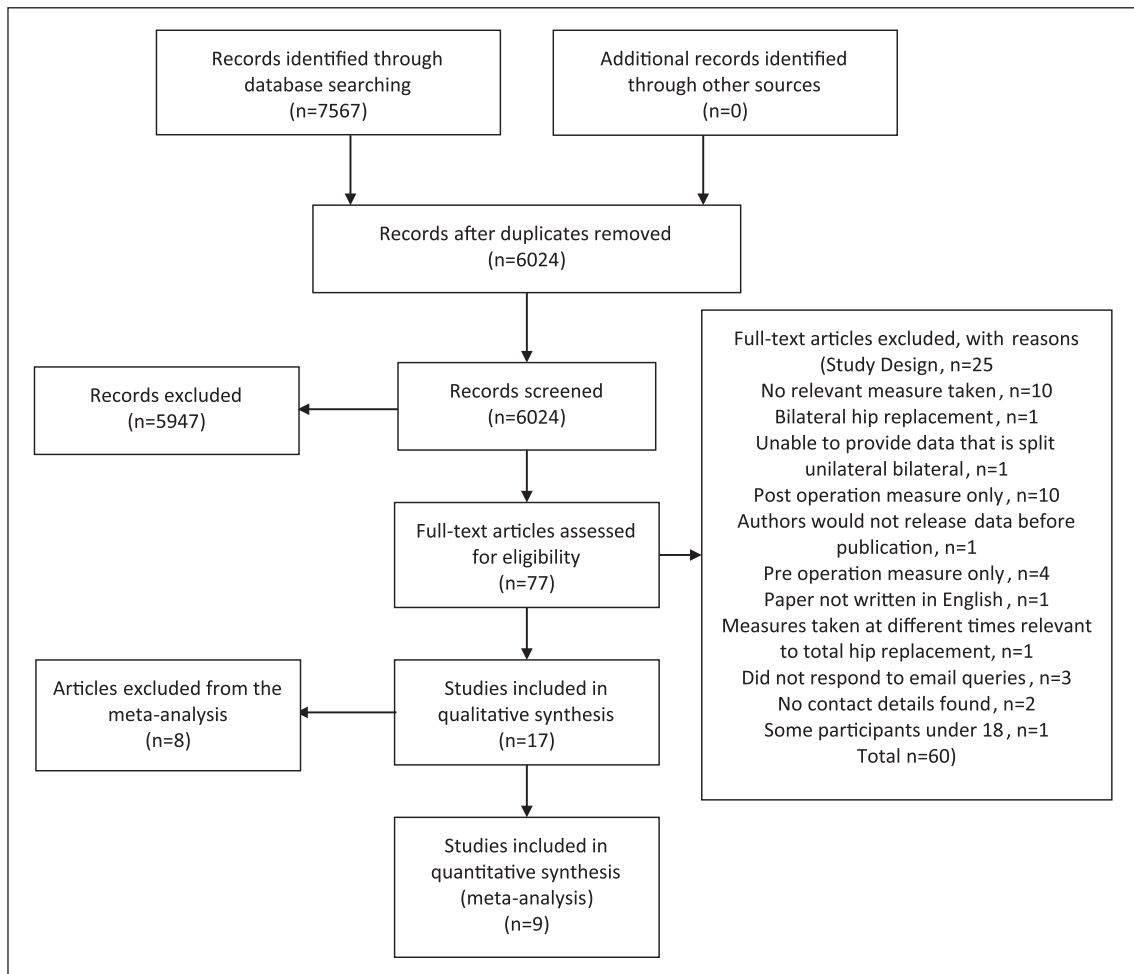 Records identified through
database searching
(n=7567)
Additional records identified
through other sources
(n=0)
Records after duplicates removed
(n=6024)
Records screened
(n=6024)
Records excluded
(n=5947)
Full-text articles assessed
for eligibility
(n=77)
Full-text articles excluded, with reasons
(Study Design, n=25
No relevant measure taken, n=10
Bilateral hip replacement, n=1
Unable to provide data that is split
unilateral bilateral, n=1
Post operation measure only, n=10
Authors would not release data before
publication, n=1
Pre operation measure only, n=4
Paper not written in English, n=1
Measures taken at different times relevant
to total hip replacement, n=1
Did not respond to email queries, n=3
No contact details found, n=2
Some participants under 18, n=1
Total n=60)
Studies included in
qualitative synthesis
(n=17)
Articles excluded from the
meta-analysis
(n=8)
Studies included in
quantitative synthesis
(meta-analysis)
(n=9)